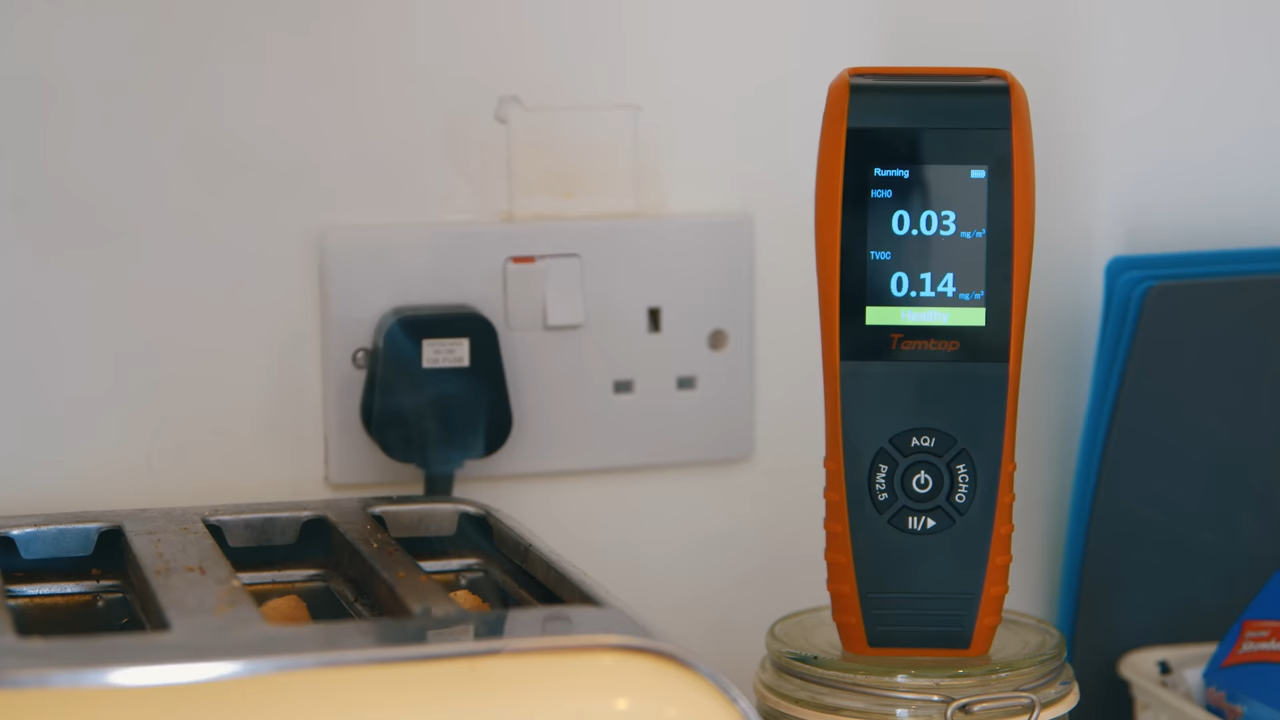 Running
HCHO
0.03 mg/m³
TVOC
0.14 mg/m³
Healthy
Temtop
AQI
PM2.5
HCHO
II/▶